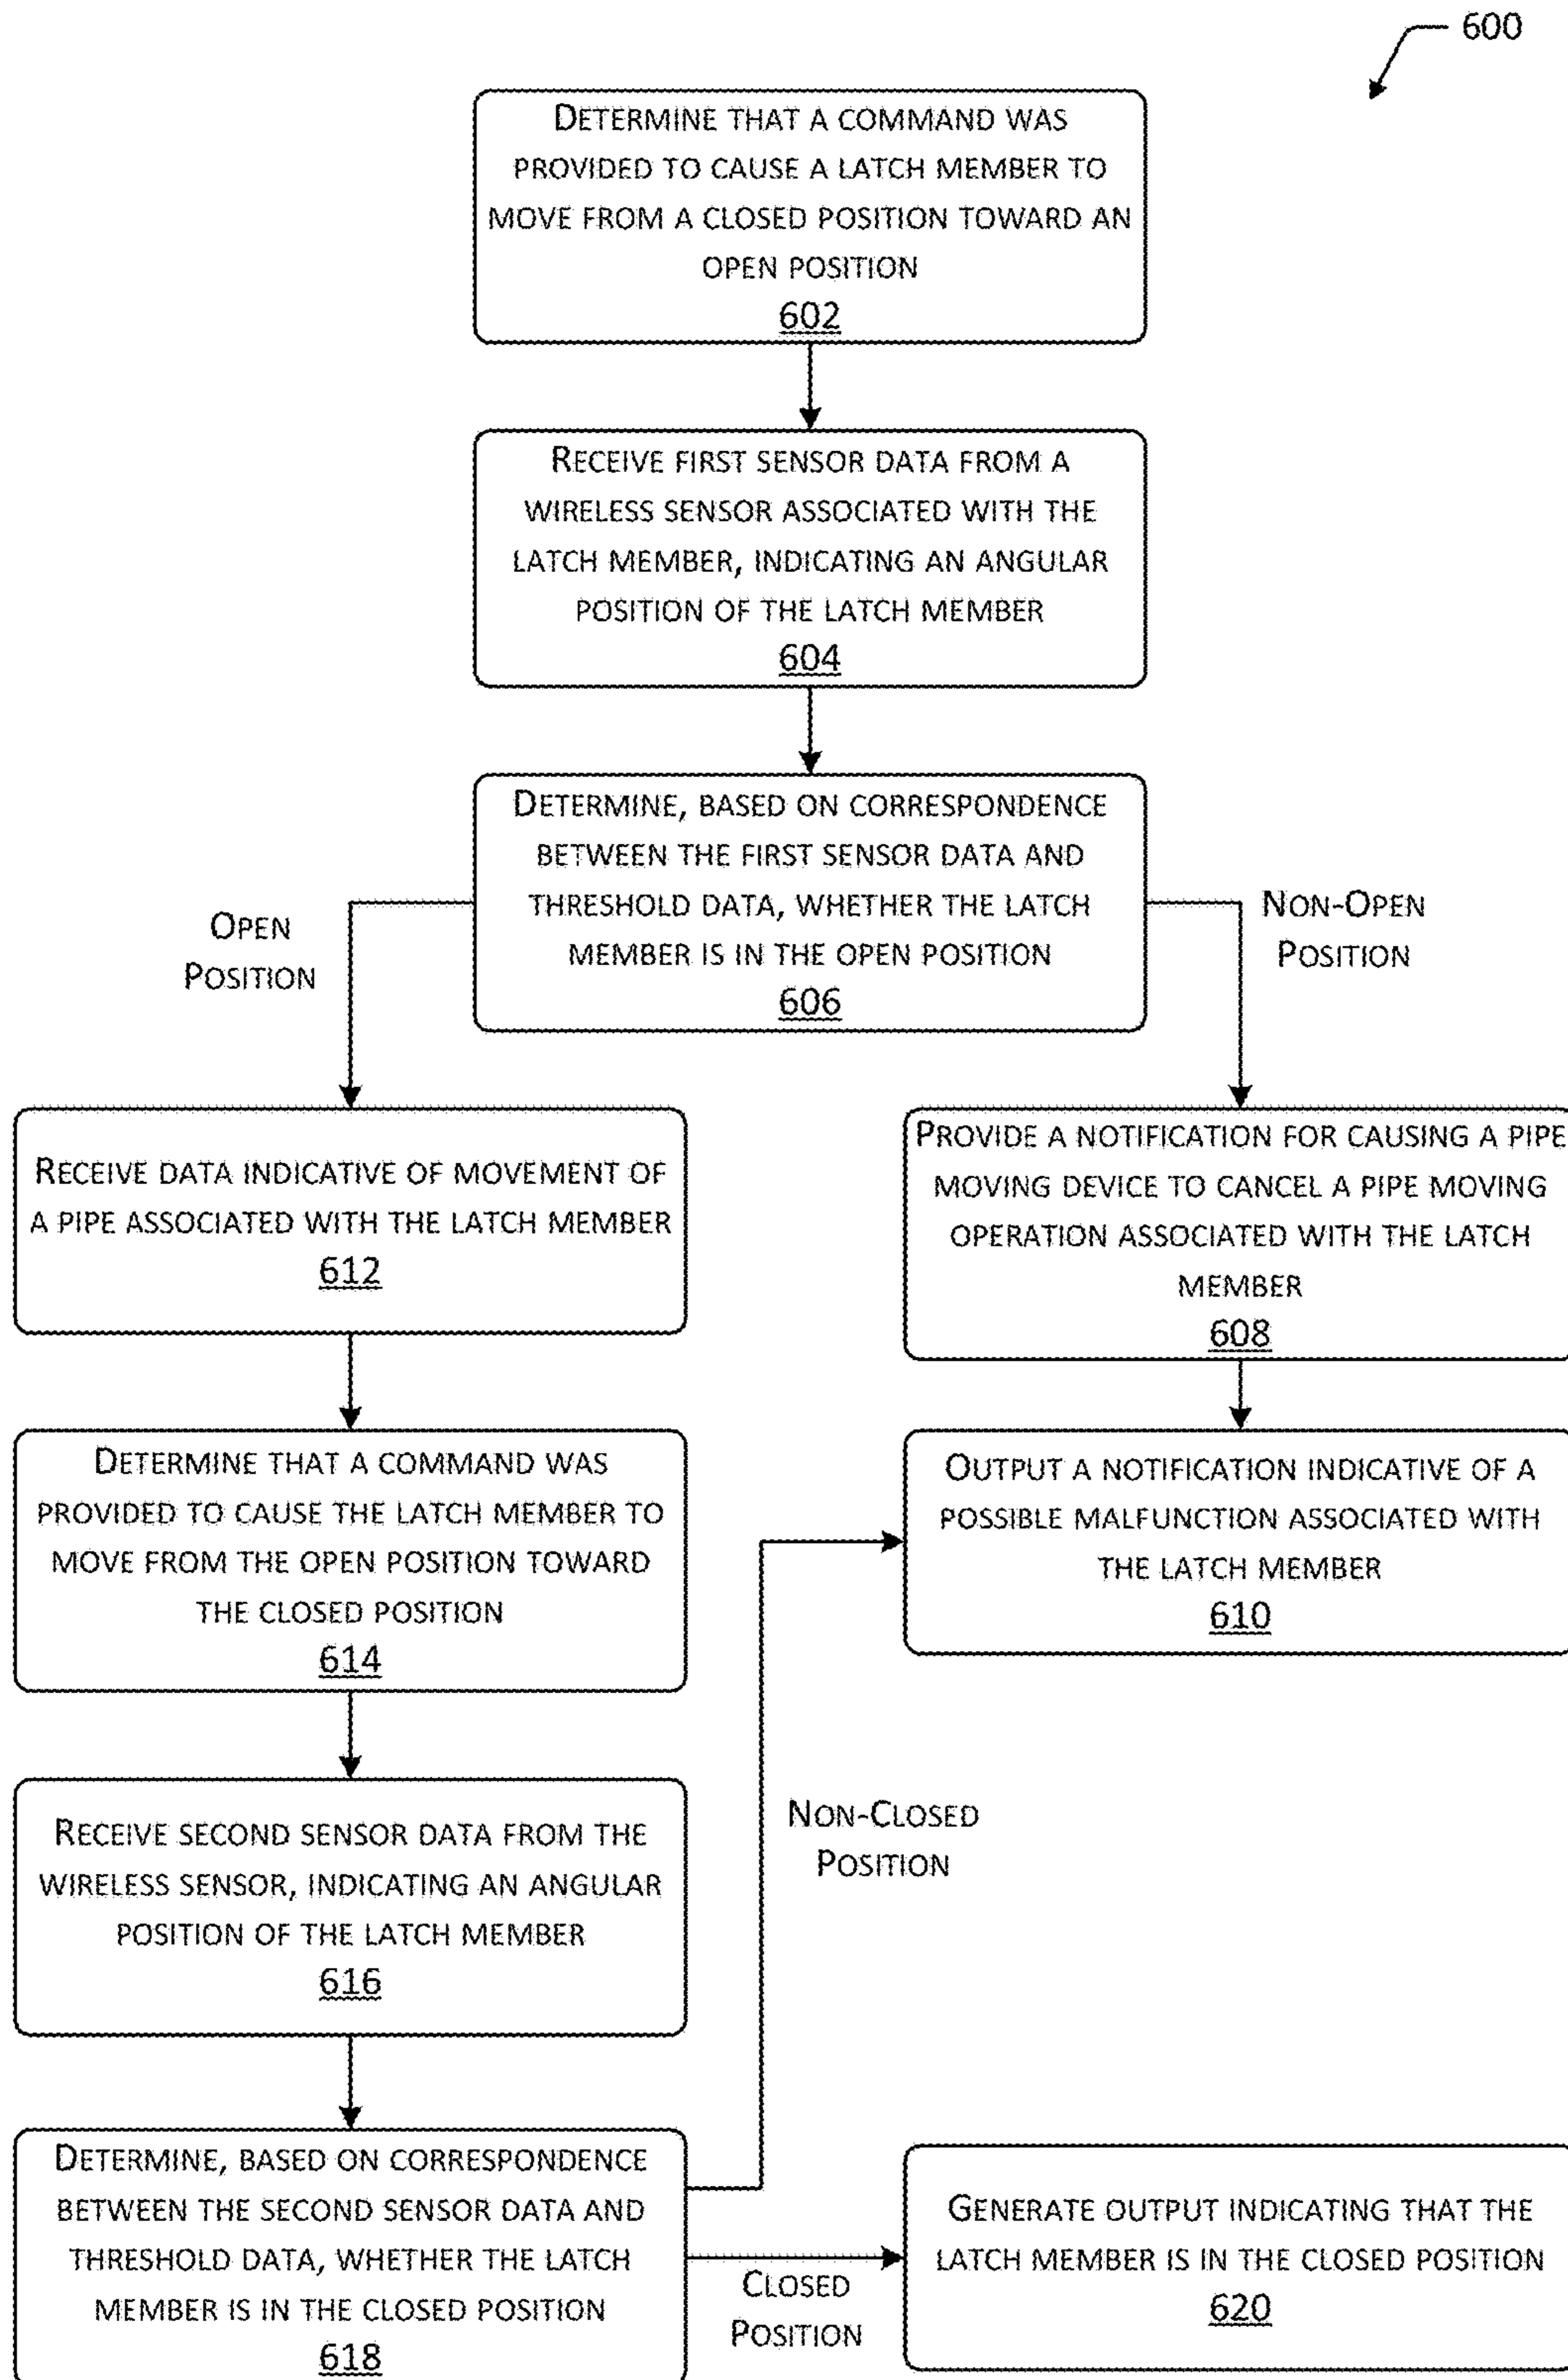 600
DETERMINE THAT A COMMAND WAS
PROVIDED TO CAUSE A LATCH MEMBER TO
MOVE FROM A CLOSED POSITION TOWARD AN
OPEN POSITION
602
RECEIVE FIRST SENSOR DATA FROM A
WIRELESS SENSOR ASSOCIATED WITH THE
LATCH MEMBER, INDICATING AN ANGULAR
POSITION OF THE LATCH MEMBER
604
DETERMINE, BASED ON CORRESPONDENCE
BETWEEN THE FIRST SENSOR DATA AND
THRESHOLD DATA, WHETHER THE LATCH
MEMBER IS IN THE OPEN POSITION
606
OPEN
POSITION
NON-OPEN
POSITION
RECEIVE DATA INDICATIVE OF MOVEMENT OF
A PIPE ASSOCIATED WITH THE LATCH MEMBER
612
PROVIDE A NOTIFICATION FOR CAUSING A PIPE
MOVING DEVICE TO CANCEL A PIPE MOVING
OPERATION ASSOCIATED WITH THE LATCH
MEMBER
608
DETERMINE THAT A COMMAND WAS
PROVIDED TO CAUSE THE LATCH MEMBER TO
MOVE FROM THE OPEN POSITION TOWARD
THE CLOSED POSITION
614
OUTPUT A NOTIFICATION INDICATIVE OF A
POSSIBLE MALFUNCTION ASSOCIATED WITH
THE LATCH MEMBER
610
RECEIVE SECOND SENSOR DATA FROM THE
WIRELESS SENSOR, INDICATING AN ANGULAR
POSITION OF THE LATCH MEMBER
616
NON-CLOSED
POSITION
DETERMINE, BASED ON CORRESPONDENCE
BETWEEN THE SECOND SENSOR DATA AND
THRESHOLD DATA, WHETHER THE LATCH
MEMBER IS IN THE CLOSED POSITION
618
CLOSED
POSITION
GENERATE OUTPUT INDICATING THAT THE
LATCH MEMBER IS IN THE CLOSED POSITION
620